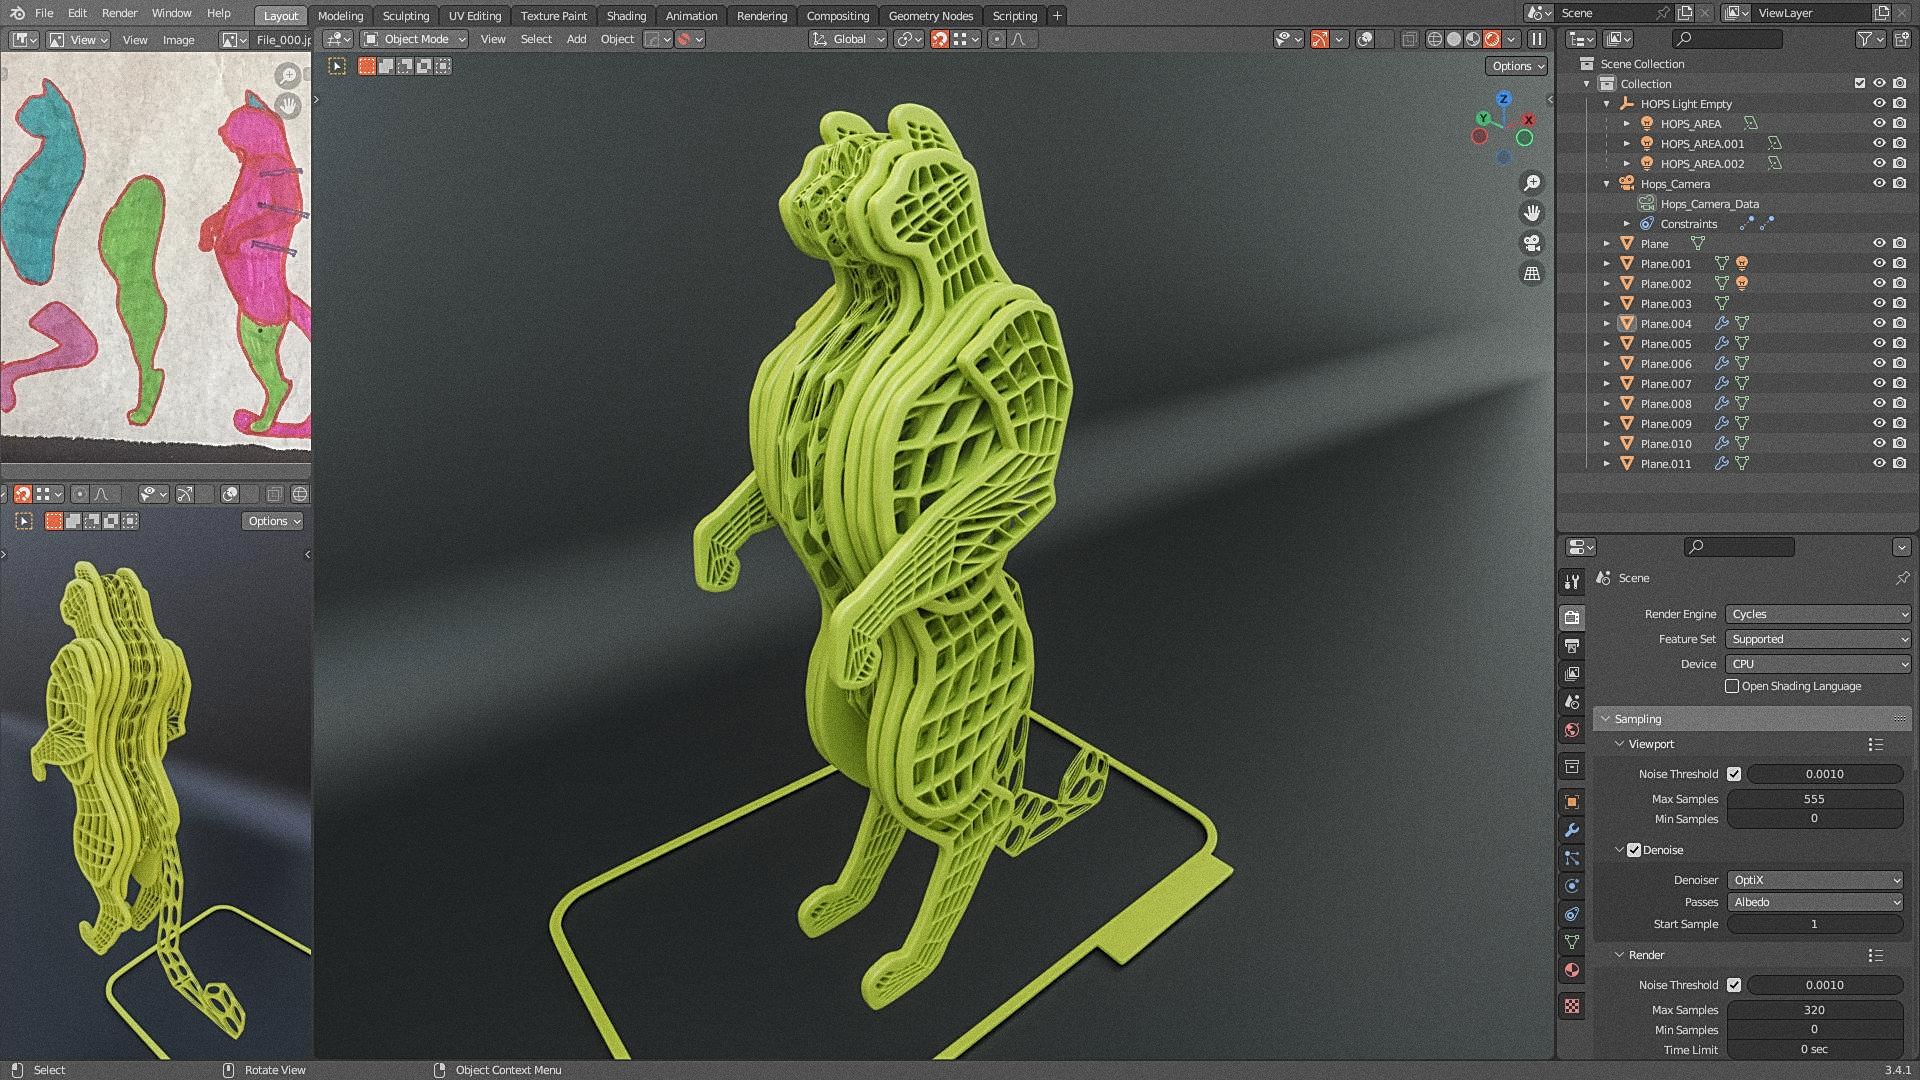 File Edit Render Window Help Layout Modeling Sculpting UV Editing Texture Paint Shading Animation Rendering Compositing Geometry Nodes Scripting + Scene ViewLayer
View View Image File_000.j
Object Mode View Select Add Object Global
Options
Z
Y X
Scene Collection
Collection
HOPS Light Empty
HOPS_AREA
HOPS_AREA.001
HOPS_AREA.002
Hops_Camera
Hops_Camera_Data
Constraints
Plane
Plane.001
Plane.002
Plane.003
Plane.004
Plane.005
Plane.006
Plane.007
Plane.008
Plane.009
Plane.010
Plane.011
Options
Scene
Render Engine Cycles
Feature Set Supported
Device CPU
Open Shading Language
Sampling
Viewport
Noise Threshold 0.0010
Max Samples 555
Min Samples 0
Denoise
Denoiser OptiX
Passes Albedo
Start Sample 1
Render
Noise Threshold 0.0010
Max Samples 320
Min Samples 0
Time Limit 0 sec
Select Rotate View Object Context Menu 3.4.1